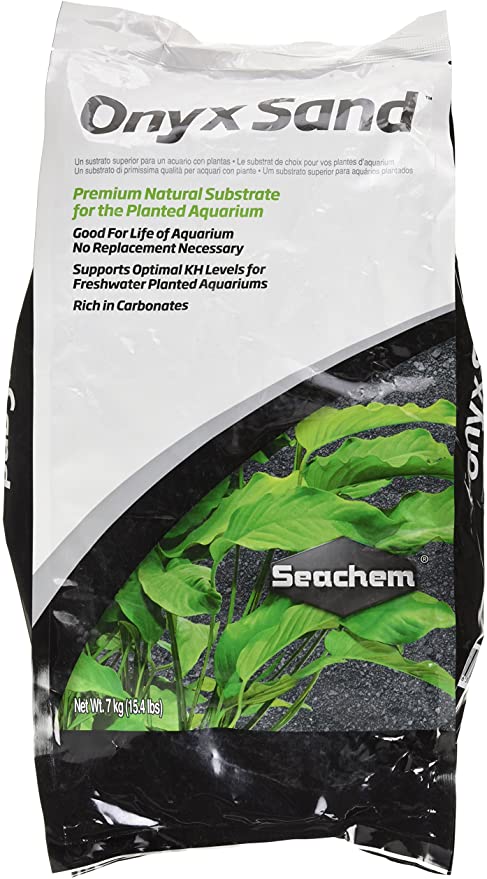 Onyx Sand™
Un sustrato superior para un acuario con plantas • Le substrat de choix pour vos plantes d'aquarium
Un substrato di primissima qualità per acquari con piante • Um substrato superior para aquários plantados
Premium Natural Substrate
for the Planted Aquarium
Good For Life of Aquarium
No Replacement Necessary
Supports Optimal KH Levels for
Freshwater Planted Aquariums
Rich in Carbonates
Seachem®
Net Wt. 7 kg (15.4 lbs)